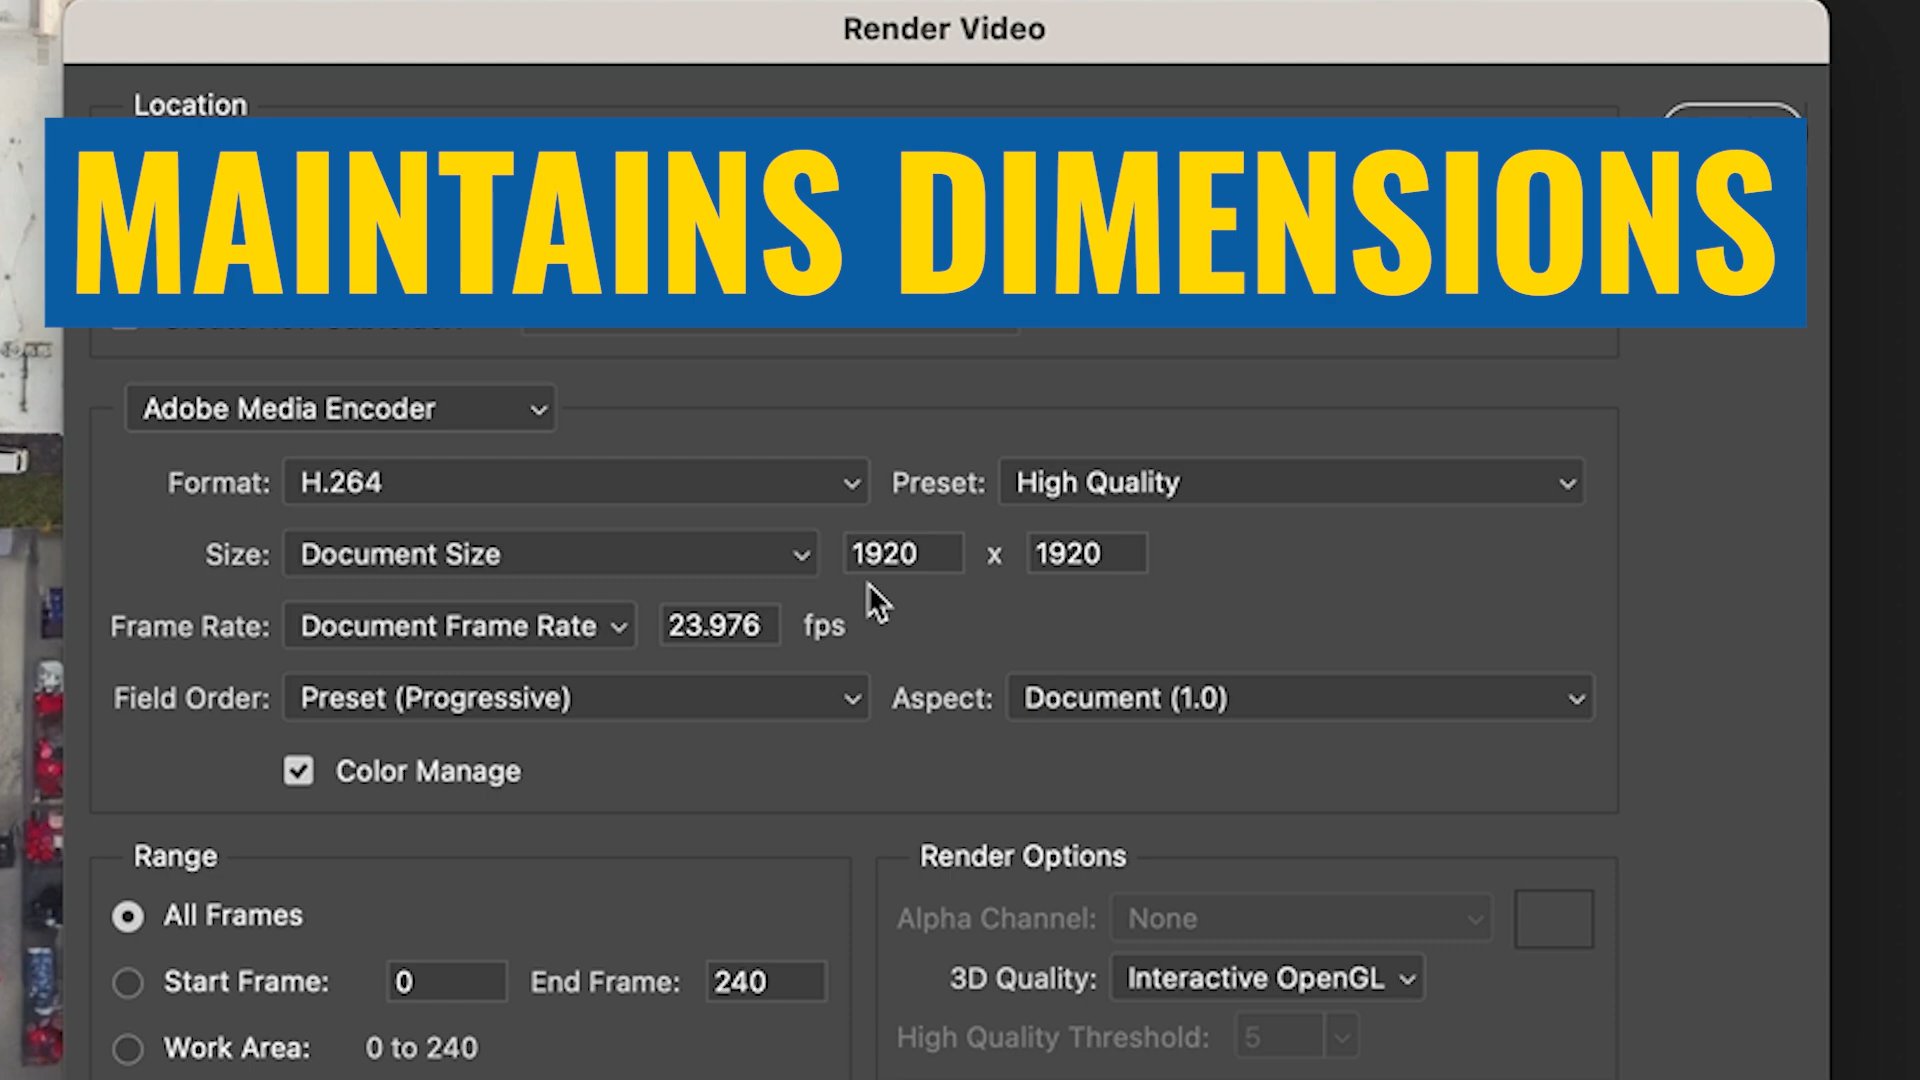 Render Video
Location
MAINTAINS DIMENSIONS
Adobe Media Encoder
Format: H.264 Preset: High Quality
Size: Document Size 1920 x 1920
Frame Rate: Document Frame Rate 23.976 fps
Field Order: Preset (Progressive) Aspect: Document (1.0)
Color Manage
Range
Render Options
All Frames
Alpha Channel: None
Start Frame: 0 End Frame: 240
3D Quality: Interactive OpenGL
High Quality Threshold: 5
Work Area: 0 to 240